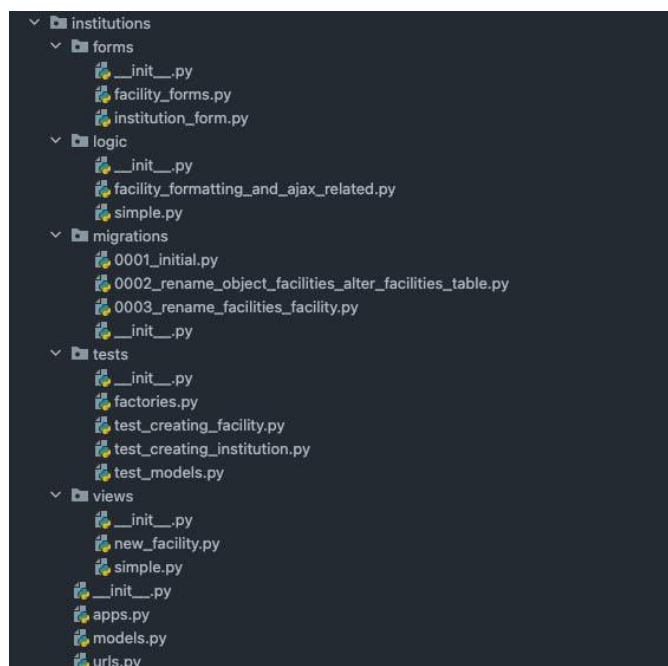 institutions
forms
__init__.py
facility_forms.py
institution_form.py
logic
__init__.py
facility_formatting_and_ajax_related.py
simple.py
migrations
0001_initial.py
0002_rename_object_facilities_alter_facilities_table.py
0003_rename_facilities_facility.py
__init__.py
tests
__init__.py
factories.py
test_creating_facility.py
test_creating_institution.py
test_models.py
views
__init__.py
new_facility.py
simple.py
__init__.py
apps.py
models.py
urls.py